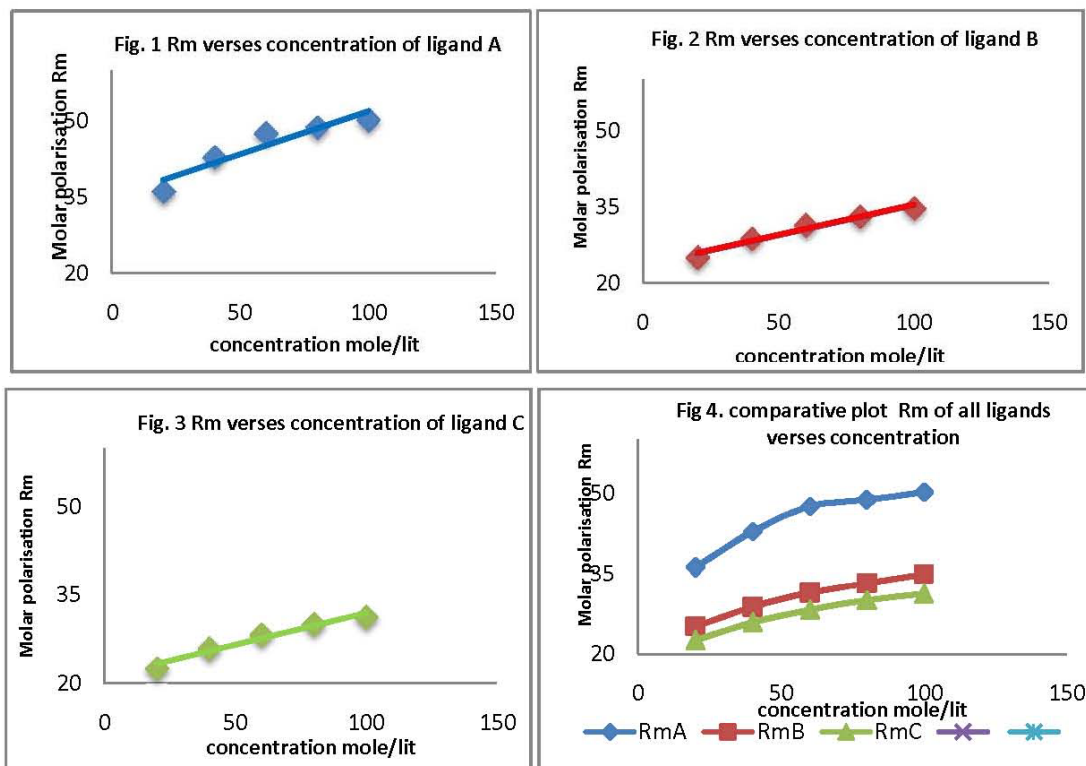 Fig. 1 Rm verses concentration of ligand A
Molar polarisation Rm
50
35
20
0 50 100 150
concentration mole/lit
Fig. 2 Rm verses concentration of ligand B
Molar polarisation Rm
50
35
20
0 50 100 150
concentration mole/lit
Fig. 3 Rm verses concentration of ligand C
Molar polarisation Rm
50
35
20
0 50 100 150
concentration mole/lit
Fig 4. comparative plot Rm of all ligands
verses concentration
Molar polarisation Rm
50
35
20
0 50 100 150
concentration mole/lit
RmA RmB RmC